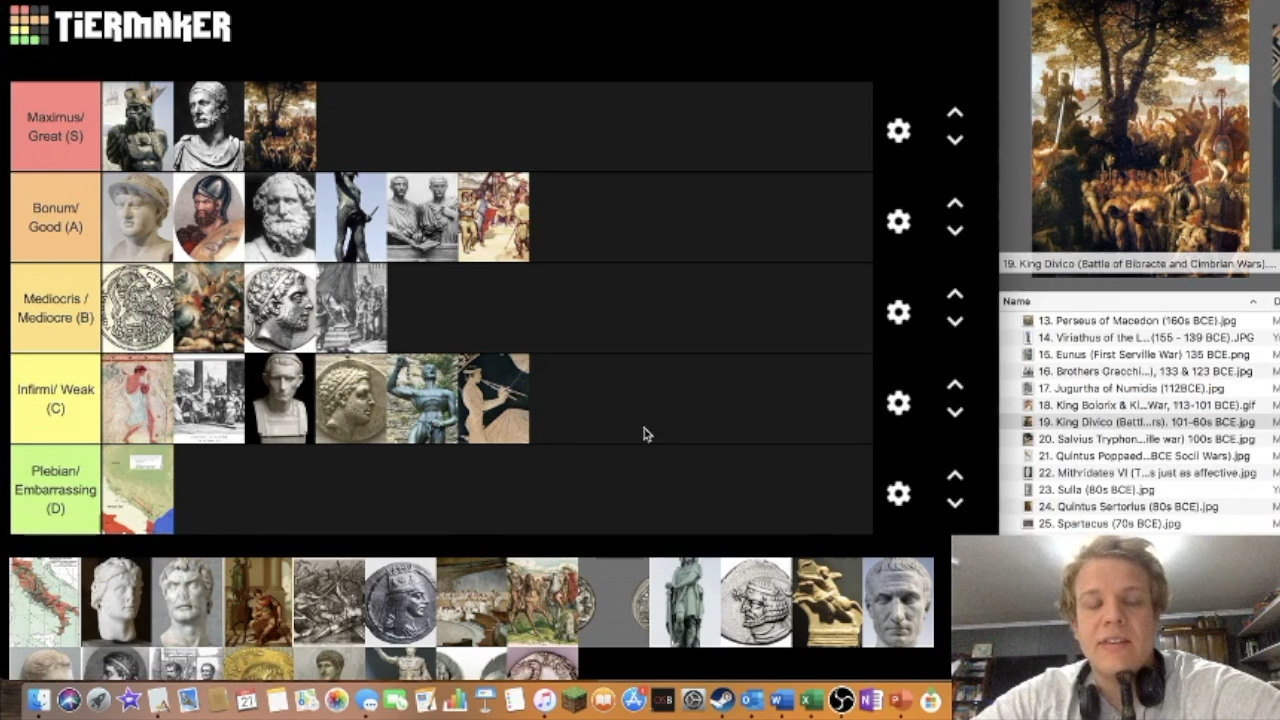 TiERMAKER
Maximus/
Great (S)
Bonum/
Good (A)
Mediocris /
Mediocre (B)
Infirmi/ Weak
(C)
Plebian/
Embarrassing
(D)
19. King Divico (Battle of Bibracte and Cimbrian Wars)....
Name
13. Perseus of Macedon (160s BCE).jpg
14. Viriathus of the L...(155 - 139 BCE).JPG
15. Eunus (First Serville War) 135 BCE.png
16. Brothers Gracchi...), 133 & 123 BCE.jpg
17. Jugurtha of Numidia (112BCE).jpg
18. King Boiorix & Ki...War, 113-101 BCE).gif
19. King Divico (Battl...rs). 101-60s BCE.jpg
20. Salvius Tryphon...ille war) 100s BCE.jpg
21. Quintus Poppaed...BCE Socii Wars).jpg
22. Mithridates VI (T...s just as affective.jpg
23. Sulla (80s BCE).jpg
24. Quintus Sertorius (80s BCE).jpg
25. Spartacus (70s BCE).jpg